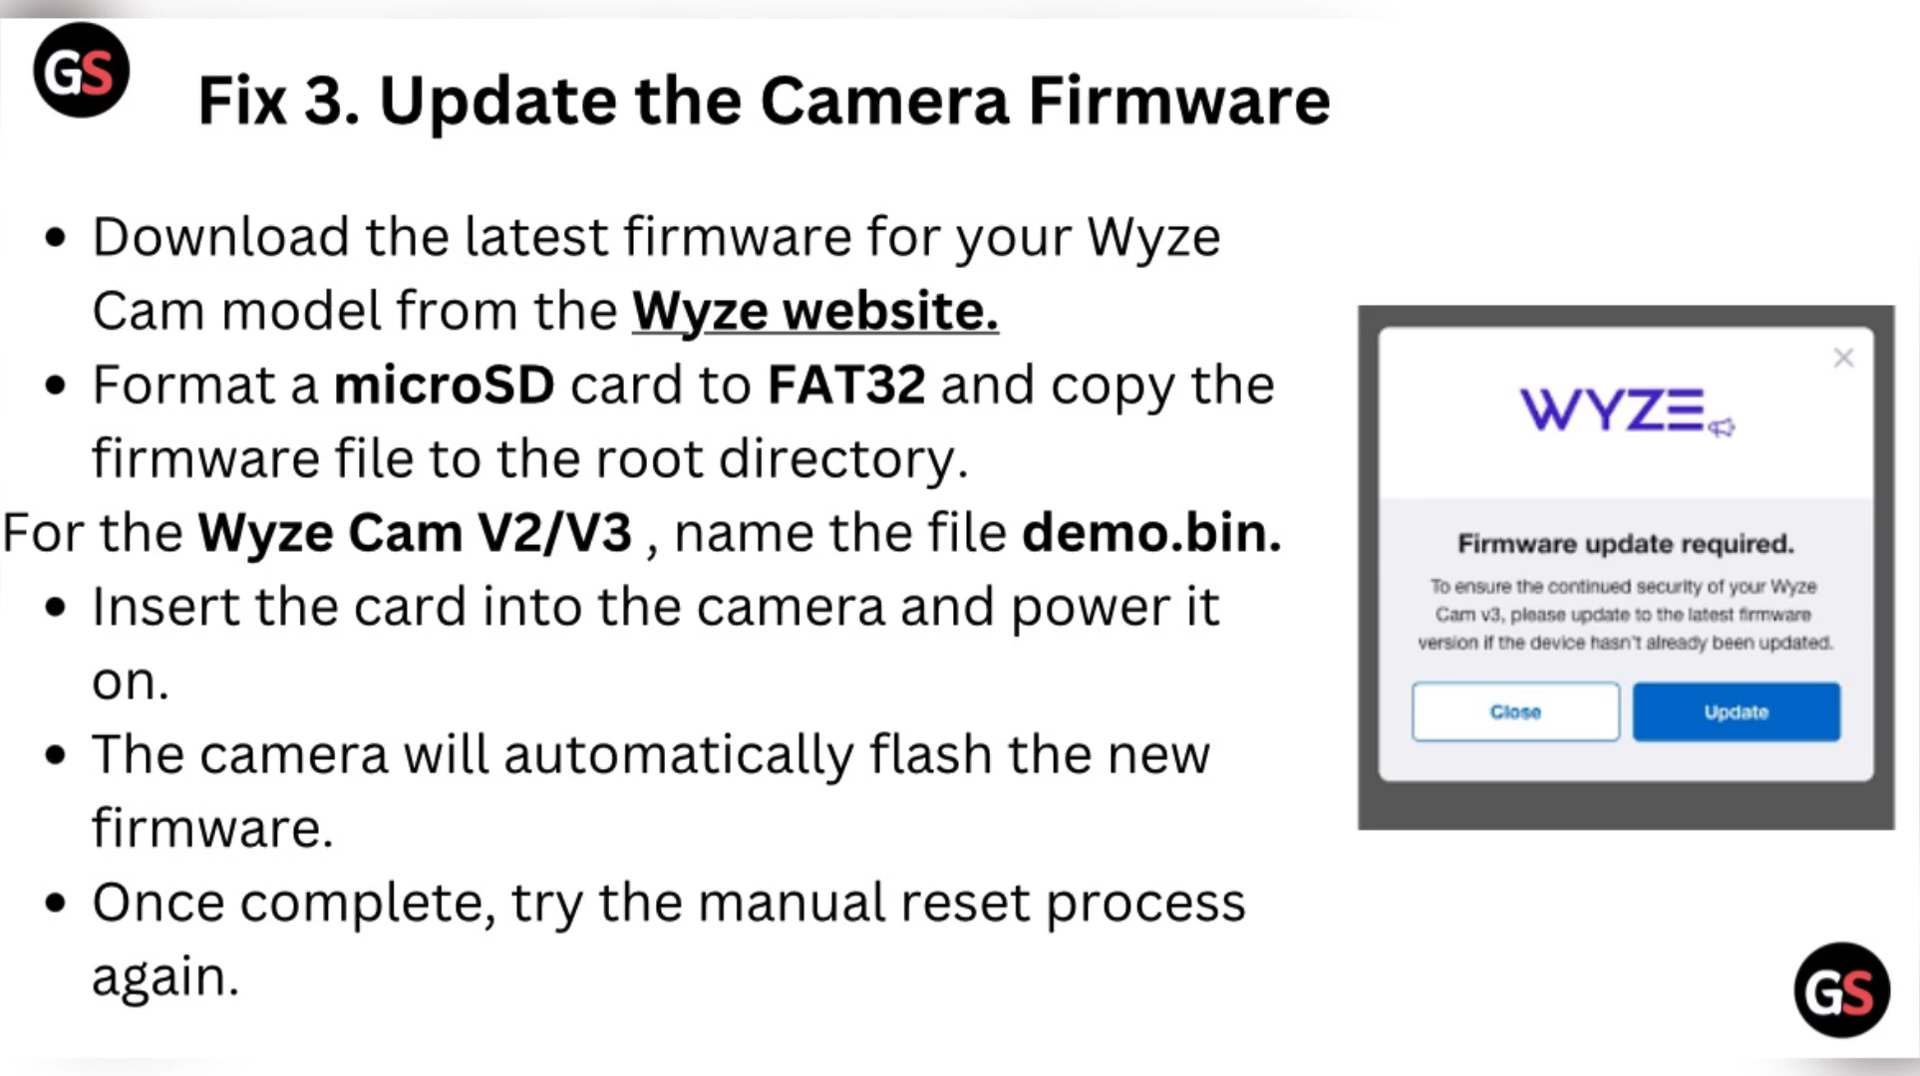 GS
Fix 3. Update the Camera Firmware
• Download the latest firmware for your Wyze
Cam model from the Wyze website.
• Format a microSD card to FAT32 and copy the
firmware file to the root directory.
For the Wyze Cam V2/V3 , name the file demo.bin.
• Insert the card into the camera and power it
on.
• The camera will automatically flash the new
firmware.
• Once complete, try the manual reset process
again.
WYZE
Firmware update required.
To ensure the continued security of your Wyze
Cam v3, please update to the latest firmware
version if the device hasn't already been updated.
Close
Update
GS